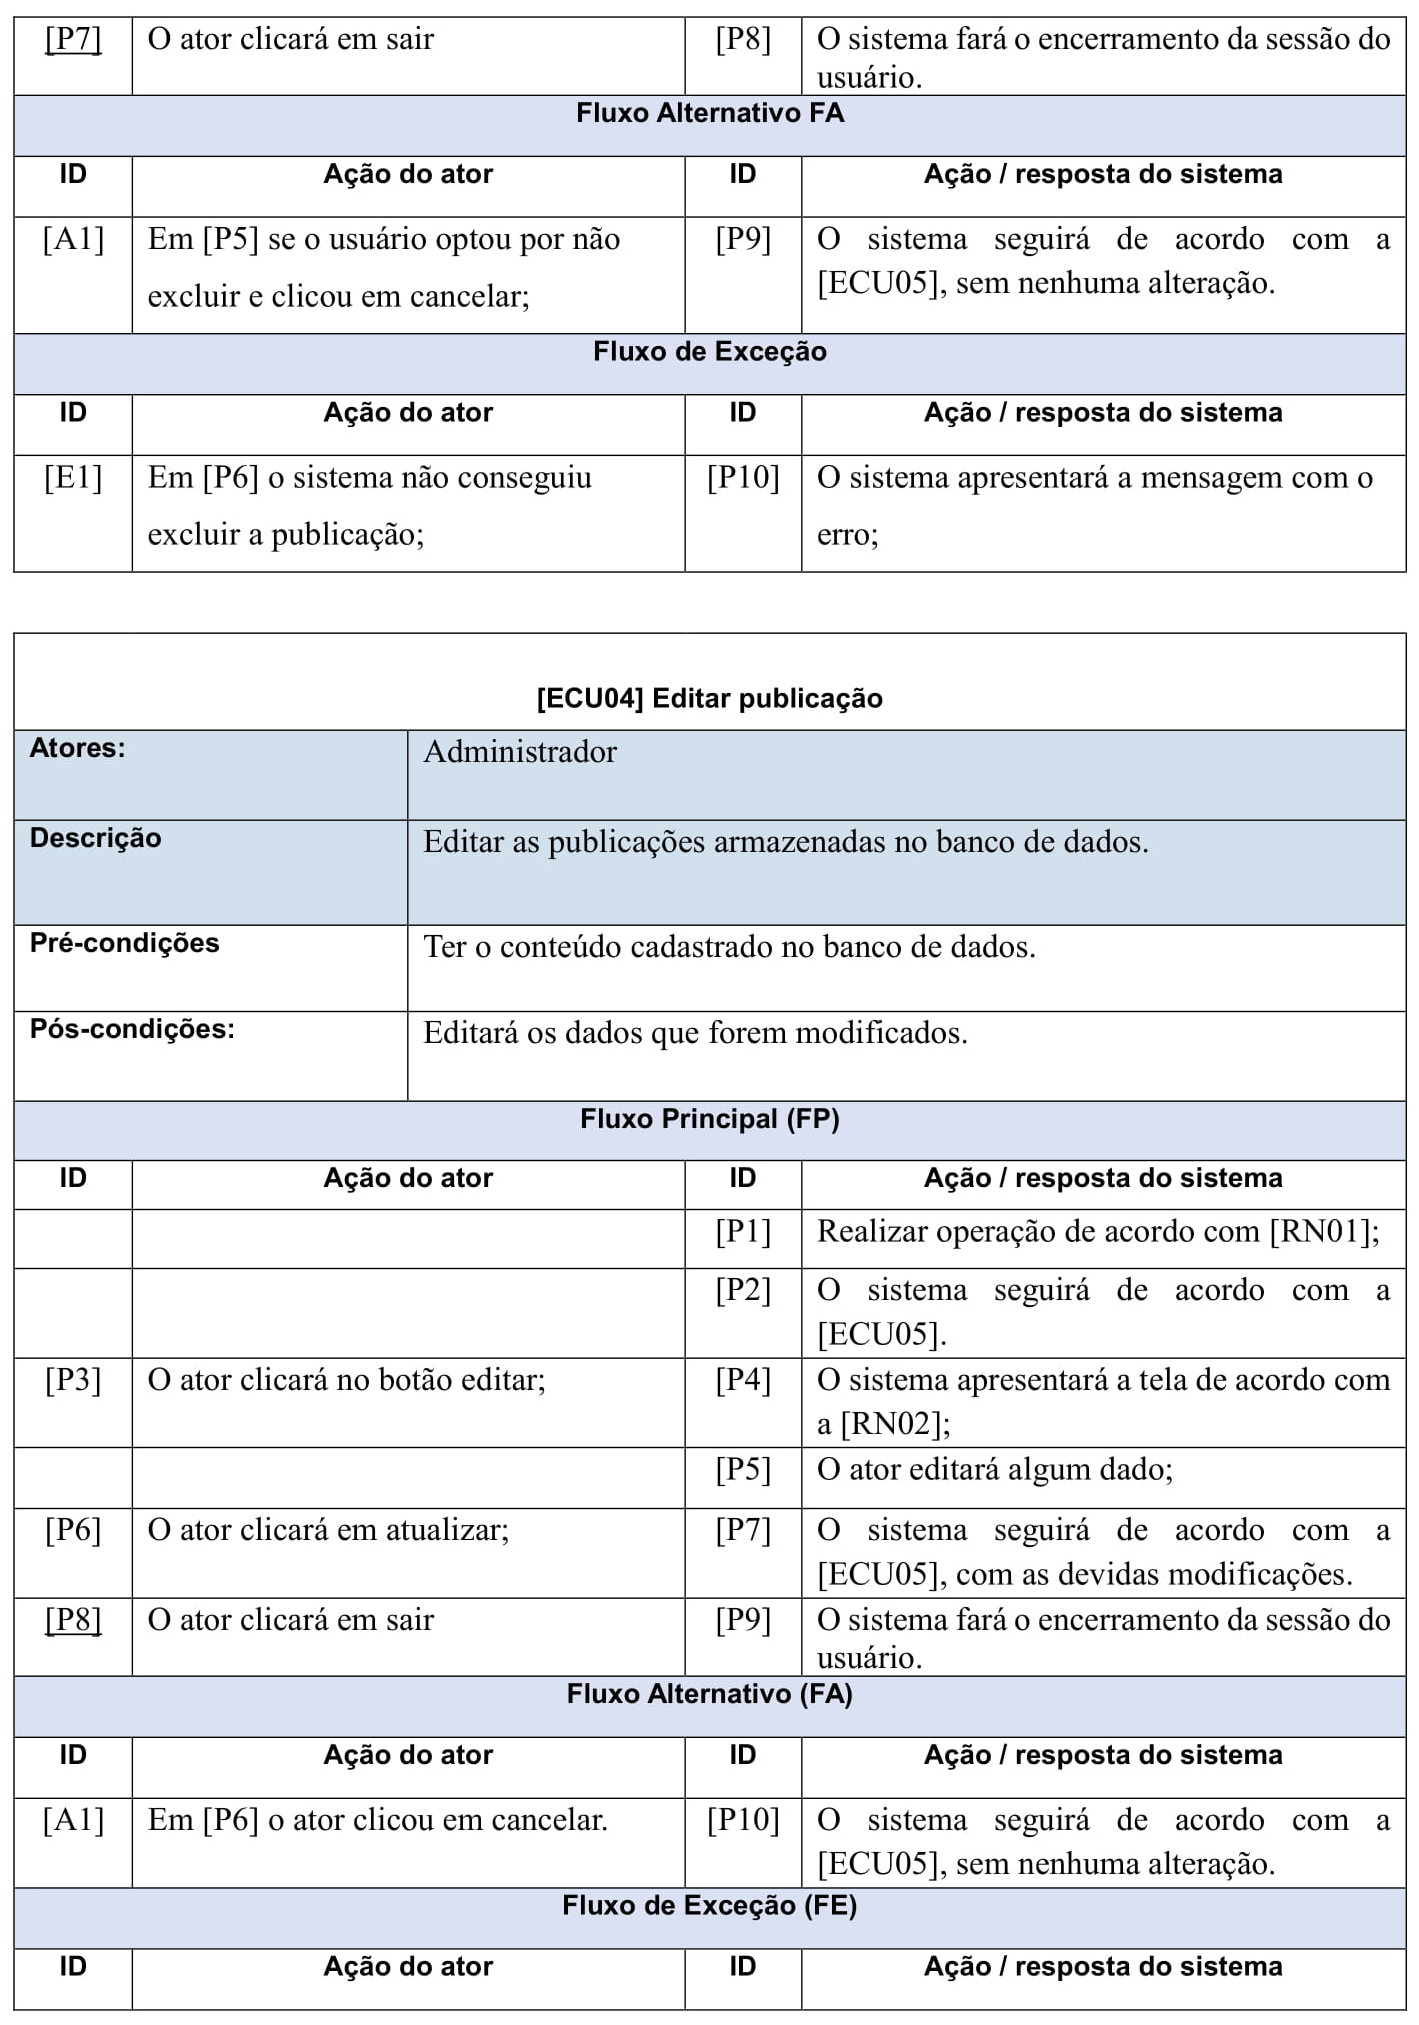 [P7] O ator clicará em sair [P8] O sistema fará o encerramento da sessão do
usuário.
Fluxo Alternativo FA
ID Ação do ator ID Ação / resposta do sistema
[A1] Em [P5] se o usuário optou por não [P9] O sistema seguirá de acordo com a
excluir e clicou em cancelar; [ECU05], sem nenhuma alteração.
Fluxo de Exceção
ID Ação do ator ID Ação / resposta do sistema
[E1] Em [P6] o sistema não conseguiu [P10] O sistema apresentará a mensagem com o
excluir a publicação; erro;
[ECU04] Editar publicação
Atores: Administrador
Descrição Editar as publicações armazenadas no banco de dados.
Pré-condições Ter o conteúdo cadastrado no banco de dados.
Pós-condições: Editará os dados que forem modificados.
Fluxo Principal (FP)
ID Ação do ator ID Ação / resposta do sistema
[P1] Realizar operação de acordo com [RN01];
[P2] O sistema seguirá de acordo com a
[ECU05].
[P3] O ator clicará no botão editar; [P4] O sistema apresentará a tela de acordo com
a [RN02];
[P5] O ator editará algum dado;
[P6] O ator clicará em atualizar; [P7] O sistema seguirá de acordo com a
[ECU05], com as devidas modificações.
[P8] O ator clicará em sair [P9] O sistema fará o encerramento da sessão do
usuário.
Fluxo Alternativo (FA)
ID Ação do ator ID Ação / resposta do sistema
[A1] Em [P6] o ator clicou em cancelar. [P10] O sistema seguirá de acordo com a
[ECU05], sem nenhuma alteração.
Fluxo de Exceção (FE)
ID Ação do ator ID Ação / resposta do sistema